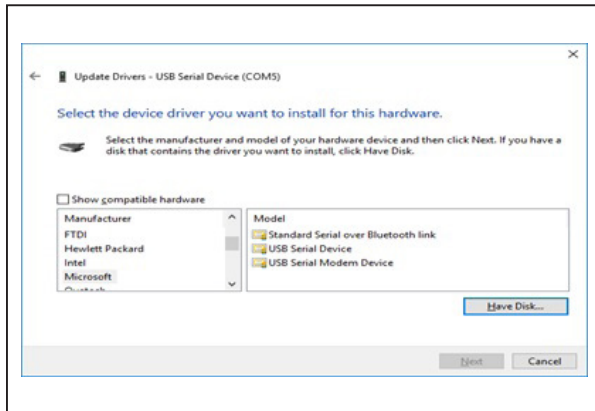 Update Drivers - USB Serial Device (COM5)
Select the device driver you want to install for this hardware.
Select the manufacturer and model of your hardware device and then click Next. If you have a
disk that contains the driver you want to install, click Have Disk.
Show compatible hardware
Manufacturer
FTDI
Hewlett Packard
Intel
Microsoft
Model
Standard Serial over Bluetooth link
USB Serial Device
USB Serial Modem Device
Have Disk...
Next
Cancel